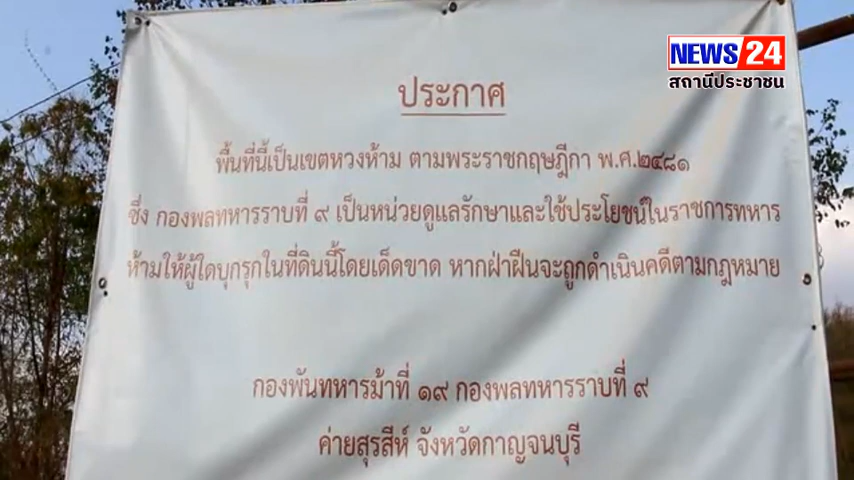 NEWS 24
สถานีประชาชน
ประกาศ
พื้นที่นี้เป็นเขตหวงห้าม ตามพระราชกฤษฎีกา พ.ศ.๒๔๘๑
ซึ่ง กองพลทหารราบที่ ๙ เป็นหน่วยดูแลรักษาและใช้ประโยชน์ในราชการทหาร
ห้ามให้ผู้ใดบุกรุกในที่ดินนี้โดยเด็ดขาด หากฝ่าฝืนจะถูกดำเนินคดีตามกฎหมาย
กองพันทหารม้าที่ ๑๙ กองพลทหารราบที่ ๙
ค่ายสุรสีห์ จังหวัดกาญจนบุรี